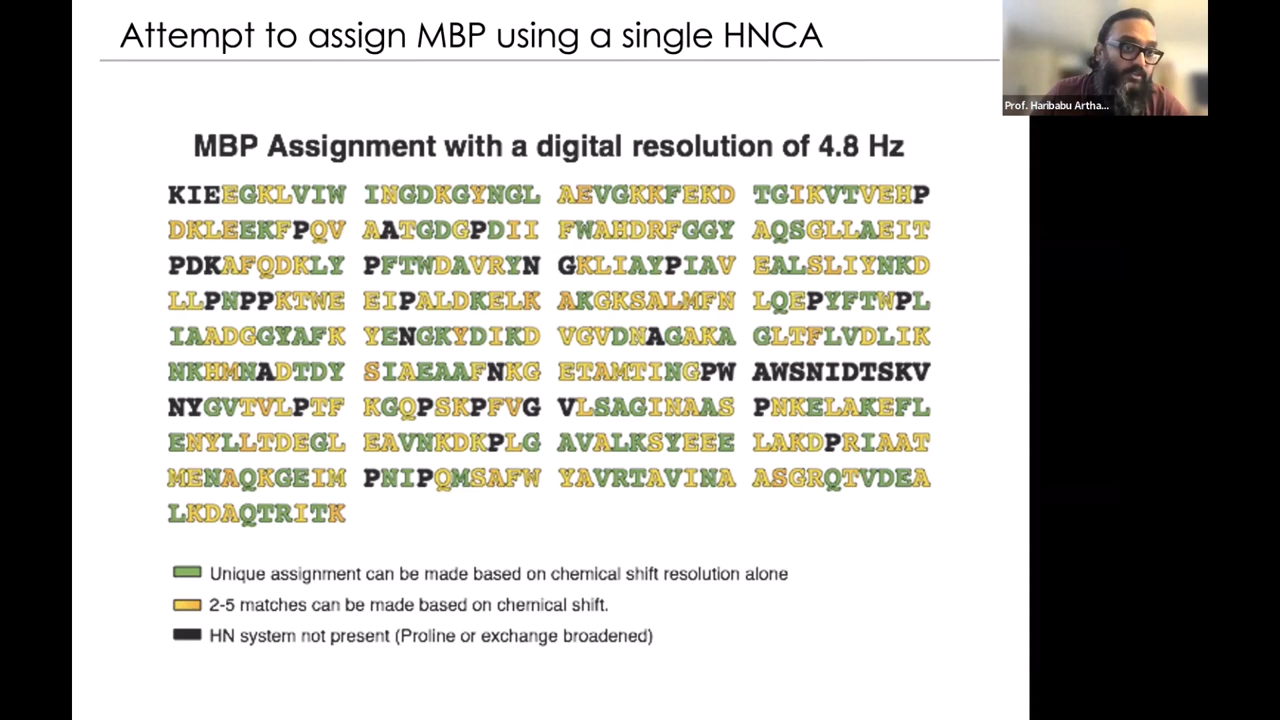 Attempt to assign MBP using a single HNCA
Prof. Haribabu Artha...
MBP Assignment with a digital resolution of 4.8 Hz
KIEEGKLVIW INGDKGYNGL AEVGKKFEKD TGIKVTVEHP
DKLEEKFPQV AATGDGPDII FWAHDRFGGY AQSGLLAEIT
PDKAFQDKLY PFTWDAVRYN GKLIAYPIAV EALSLIYNKD
LLPNPPKTWE EIPALDKELK AKGKSALMFN LQEPYFTWPL
IAADGGYAFK YENGKYDIKD VGVDNAGAKA GLTFLVDLIK
NKHMNADTDY SIAEAAFNKG ETAMTINGPW AWSNIDTSKV
NYGVTVLPTF KGQPSKPFVG VLSAGINAAS PNKELAKEFL
ENYLLTDEGL EAVNKDKPLG AVALKSYEEE LAKDPRIAAT
MENAQKGEIM PNIPQMSAFW YAVRTAVINA ASGRQTVDEA
LKDAQTRITK
Unique assignment can be made based on chemical shift resolution alone
2-5 matches can be made based on chemical shift.
HN system not present (Proline or exchange broadened)